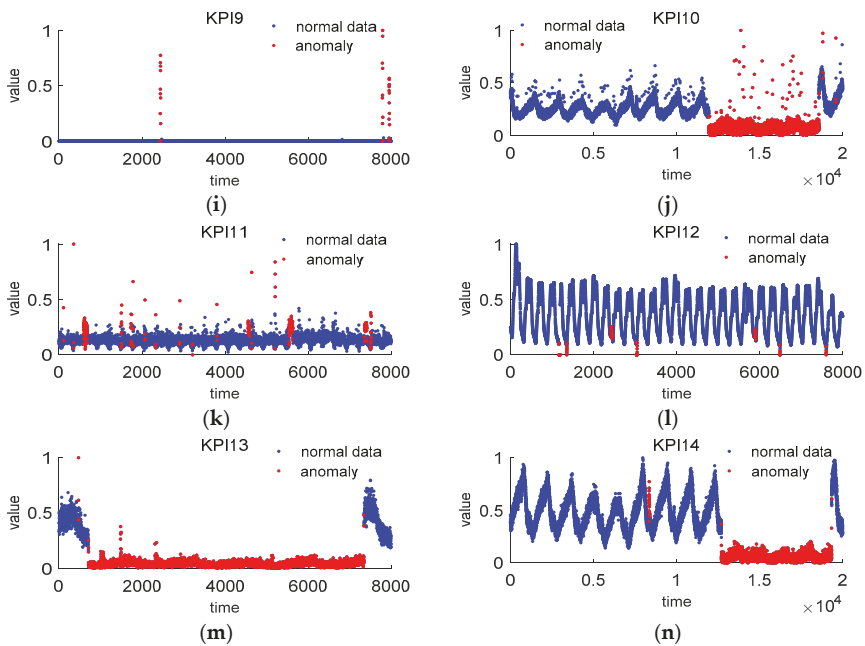 KPI9
normal data
anomaly
1
0.5
0
value
0 2000 4000 6000 8000
time
(i)
KPI10
normal data
anomaly
1
0.5
0
value
0 0.5 1 1.5 2
time
×10⁴
(j)
KPI11
normal data
anomaly
1
0.5
0
value
0 2000 4000 6000 8000
time
(k)
KPI12
normal data
anomaly
1
0.5
0
value
0 2000 4000 6000 8000
time
(l)
KPI13
normal data
anomaly
1
0.5
0
value
0 2000 4000 6000 8000
time
(m)
KPI14
normal data
anomaly
1
0.5
0
value
0 0.5 1 1.5 2
time
×10⁴
(n)